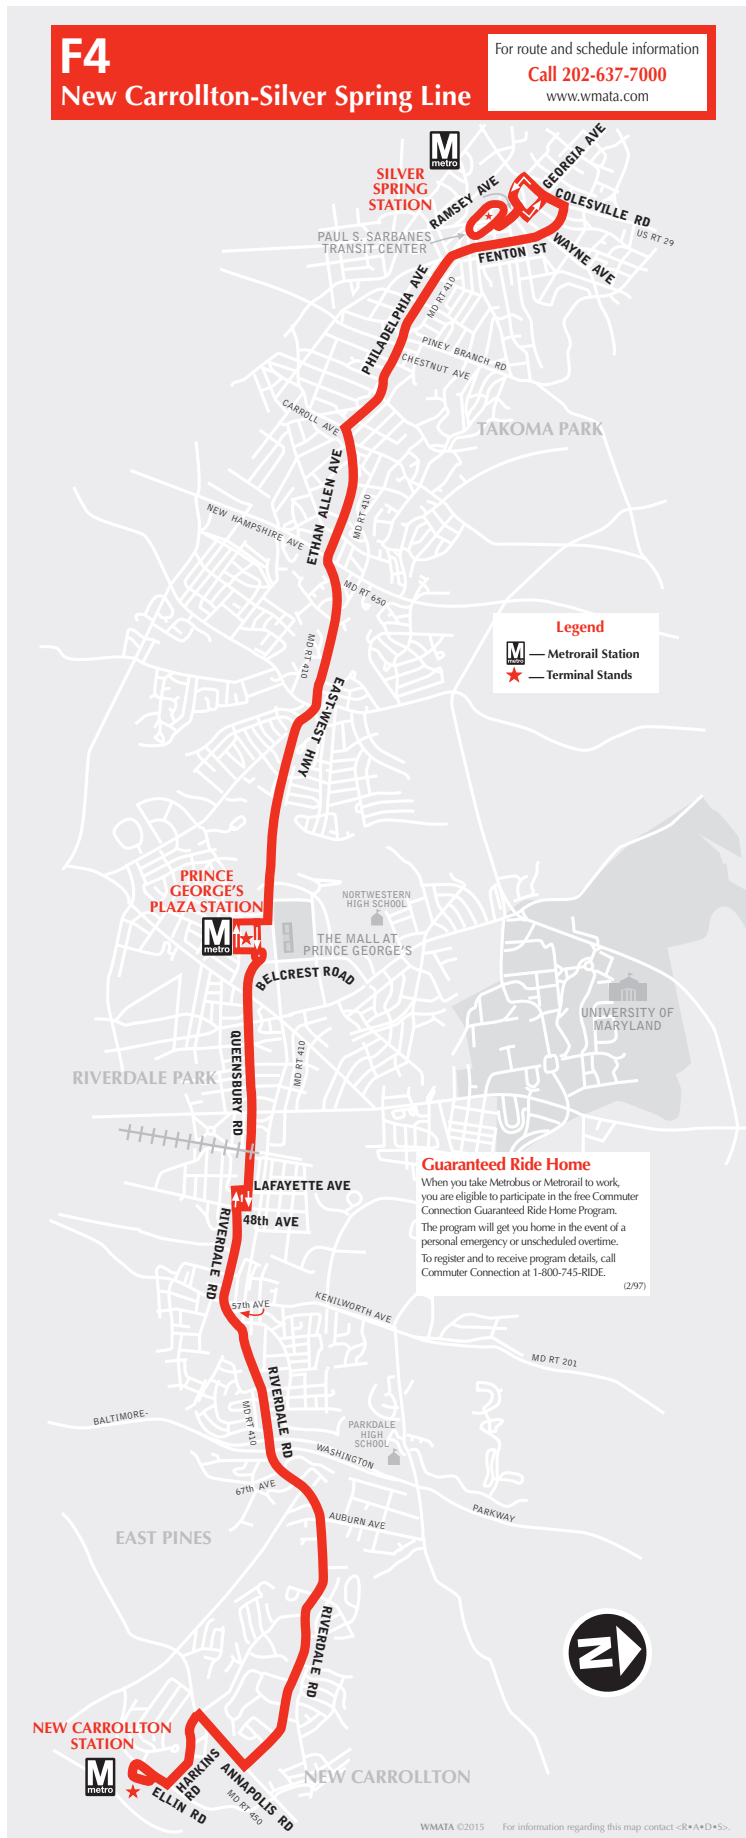 F4
New Carrollton-Silver Spring Line
For route and schedule information
Call 202-637-7000
www.wmata.com
M
metro
SILVER
SPRING
STATION
RAMSEY AVE
GEORGIA AVE
COLESVILLE RD
US RT 29
PAUL S. SARBANES
TRANSIT CENTER
FENTON ST
WAYNE AVE
PHILADELPHIA AVE
MD RT 410
PINEY BRANCH RD
CHESTNUT AVE
CARROLL AVE
TAKOMA PARK
ETHAN ALLEN AVE
MD RT 410
NEW HAMPSHIRE AVE
MD RT 650
Legend
M
metro
— Metrorail Station
— Terminal Stands
MD RT 410
EAST-WEST HWY
PRINCE
GEORGE'S
PLAZA STATION
M
metro
NORTWESTERN
HIGH SCHOOL
THE MALL AT
PRINCE GEORGE'S
BELCREST ROAD
UNIVERSITY OF
MARYLAND
QUEENSBURY RD
MD RT 410
RIVERDALE PARK
LAFAYETTE AVE
48th AVE
RIVERDALE RD
Guaranteed Ride Home
When you take Metrobus or Metrorail to work,
you are eligible to participate in the free Commuter
Connection Guaranteed Ride Home Program.
The program will get you home in the event of a
personal emergency or unscheduled overtime.
To register and to receive program details, call
Commuter Connection at 1-800-745-RIDE.
(2/97)
57th AVE
KENILWORTH AVE
MD RT 201
RIVERDALE RD
MD RT 410
BALTIMORE-
PARKDALE
HIGH
SCHOOL
WASHINGTON
67th AVE
PARKWAY
AUBURN AVE
EAST PINES
RIVERDALE RD
N
NEW CARROLLTON
STATION
M
metro
HARKINS
RD
ELLIN RD
ANNAPOLIS RD
MD RT 450
NEW CARROLLTON
WMATA ©2015 For information regarding this map contact <R•A•D•S>.